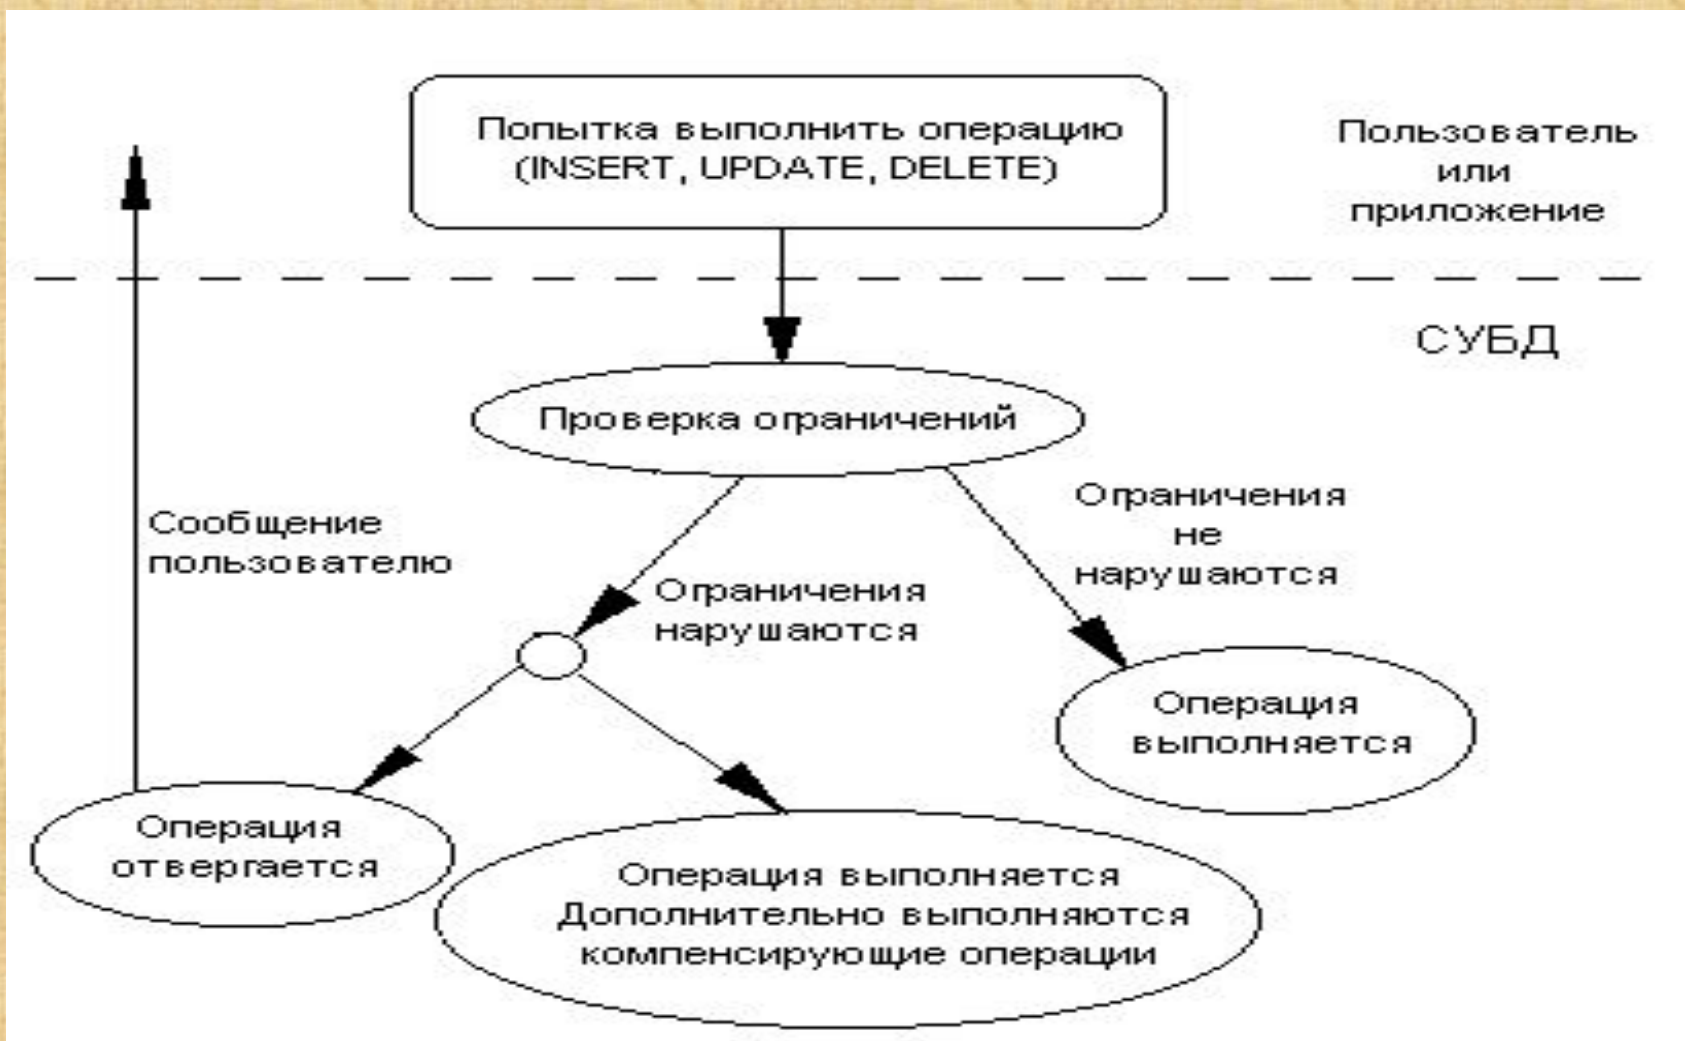 Попытка выполнить операцию
(INSERT, UPDATE, DELETE)
Пользователь
или
приложение
СУБД
Проверка ограничений
Сообщение
пользователю
Ограничения
нарушаются
Ограничения
не
нарушаются
Операция
выполняется
Операция
отвергается
Операция выполняется
Дополнительно выполняются
компенсирующие операции